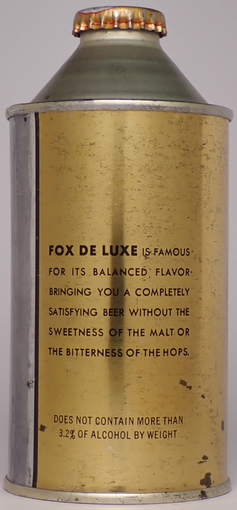 FOX DE LUXE IS FAMOUS
FOR ITS BALANCED FLAVOR-
BRINGING YOU A COMPLETELY
SATISFYING BEER WITHOUT THE
SWEETNESS OF THE MALT OR
THE BITTERNESS OF THE HOPS.
DOES NOT CONTAIN MORE THAN
3.2% OF ALCOHOL BY WEIGHT